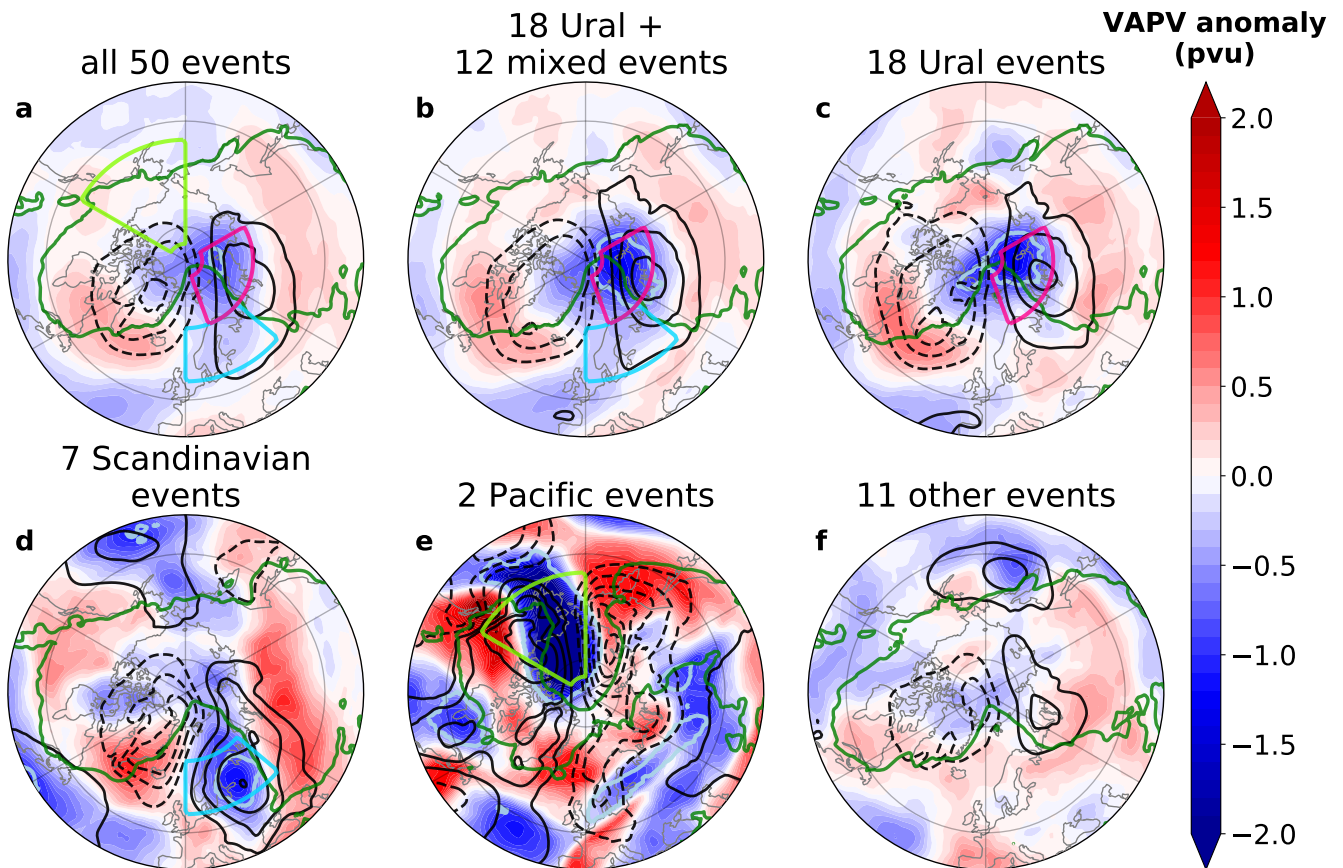 all 50 events
18 Ural +
12 mixed events
18 Ural events
VAPV anomaly
(pvu)
a
b
c
2.0
1.5
1.0
0.5
0.0
−0.5
−1.0
−1.5
−2.0
7 Scandinavian
events
2 Pacific events
11 other events
d
e
f